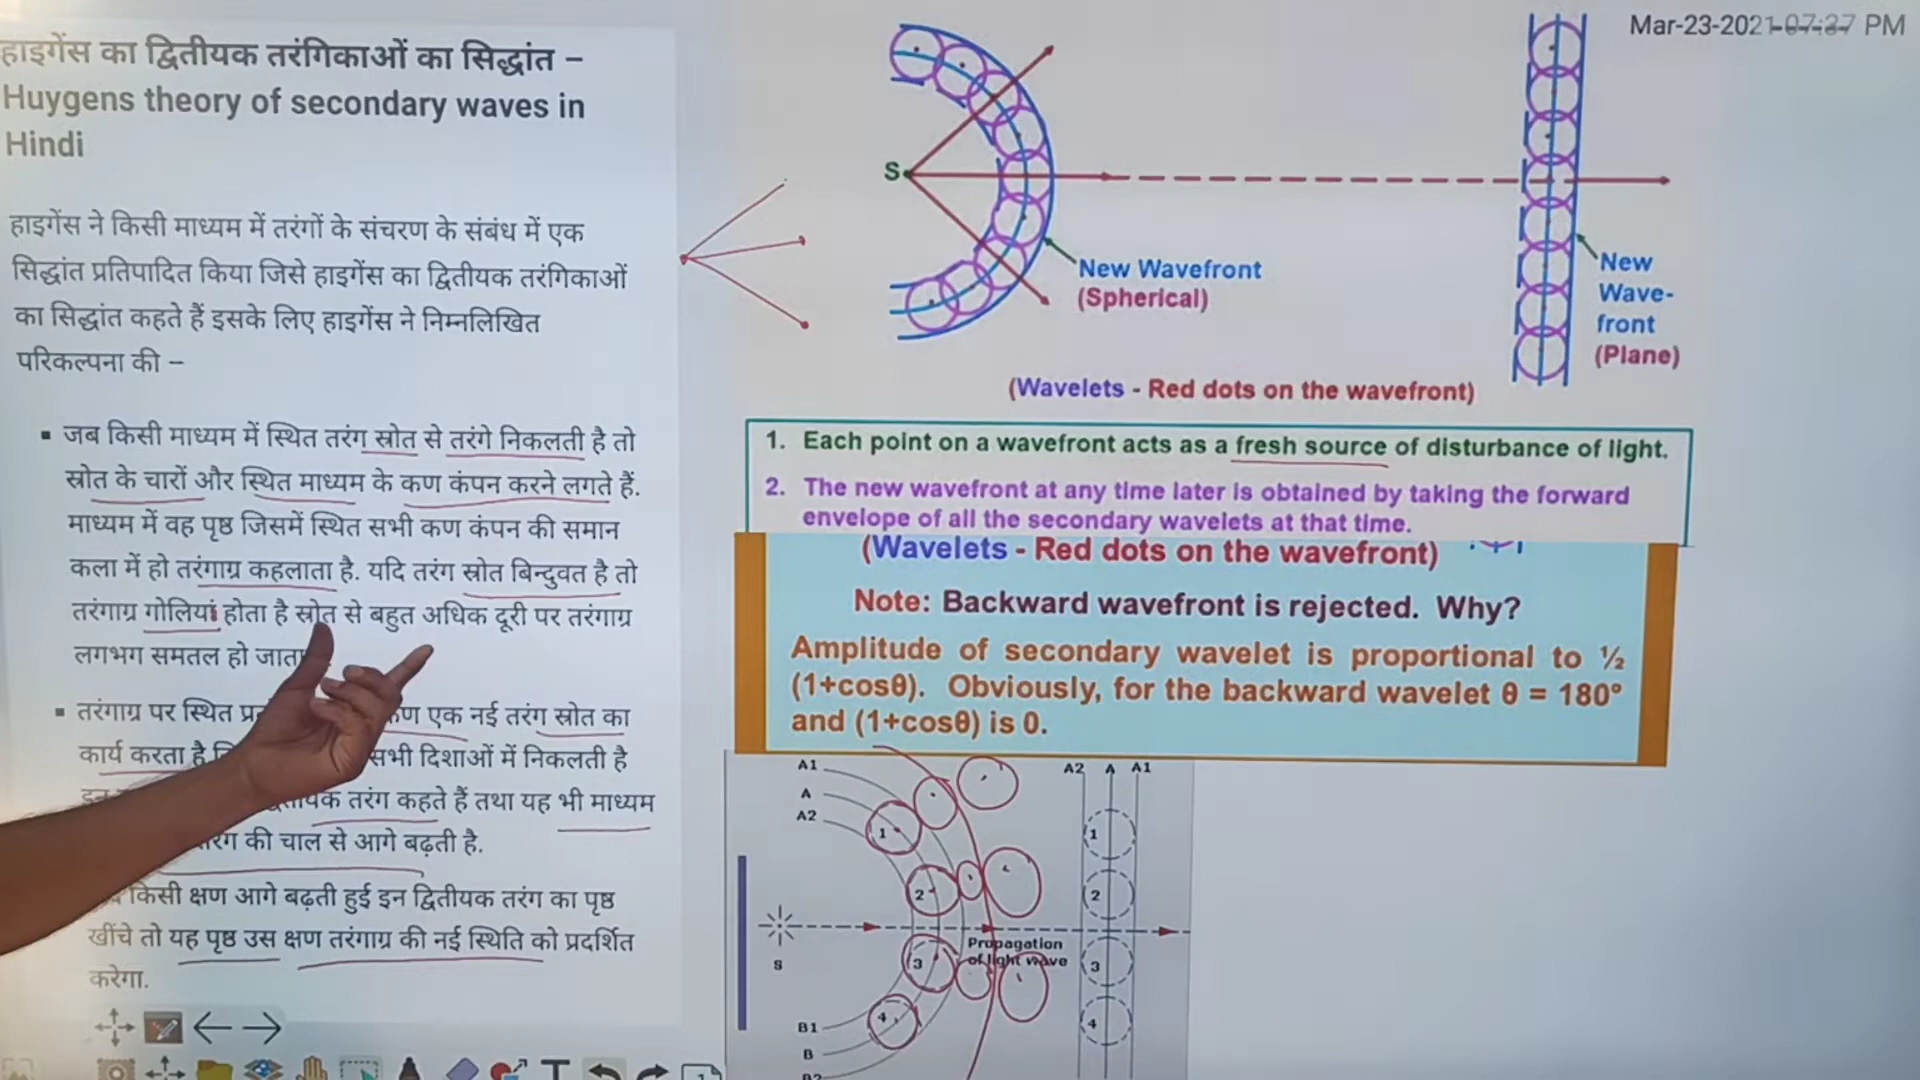 हाइगेंस का द्वितीयक तरंगिकाओं का सिद्धांत –
Huygens theory of secondary waves in
Hindi
हाइगेंस ने किसी माध्यम में तरंगों के संचरण के संबंध में एक
सिद्धांत प्रतिपादित किया जिसे हाइगेंस का द्वितीयक तरंगिकाओं
का सिद्धांत कहते हैं इसके लिए हाइगेंस ने निम्नलिखित
परिकल्पना की –
▪ जब किसी माध्यम में स्थित तरंग स्रोत से तरंगे निकलती है तो
स्रोत के चारों और स्थित माध्यम के कण कंपन करने लगते हैं.
माध्यम में वह पृष्ठ जिसमें स्थित सभी कण कंपन की समान
कला में हो तरंगाग्र कहलाता है. यदि तरंग स्रोत बिन्दुवत है तो
तरंगाग्र गोलियां होता है स्रोत से बहुत अधिक दूरी पर तरंगाग्र
लगभग समतल हो जाता
▪ तरंगाग्र पर स्थित एक नई तरंग स्रोत का
कार्य करता है सभी दिशाओं में निकलती है
तरंग कहते हैं तथा यह भी माध्यम
की चाल से आगे बढ़ती है.
किसी क्षण आगे बढ़ती हुई इन द्वितीयक तरंग का पृष्ठ
खींचे तो यह पृष्ठ उस क्षण तरंगाग्र की नई स्थिति को प्रदर्शित
करेगा.
Mar-23-2021 07:37 PM
S
New Wavefront
(Spherical)
New
Wave-
front
(Plane)
(Wavelets - Red dots on the wavefront)
1. Each point on a wavefront acts as a fresh source of disturbance of light.
2. The new wavefront at any time later is obtained by taking the forward
envelope of all the secondary wavelets at that time.
(Wavelets - Red dots on the wavefront)
Note: Backward wavefront is rejected. Why?
Amplitude of secondary wavelet is proportional to ½
(1+cosθ). Obviously, for the backward wavelet θ = 180°
and (1+cosθ) is 0.
A1
A
A2
1
2
3
4
S
Propagation
of light wave
B1
B
B2
A2 A A1
1
2
3
4